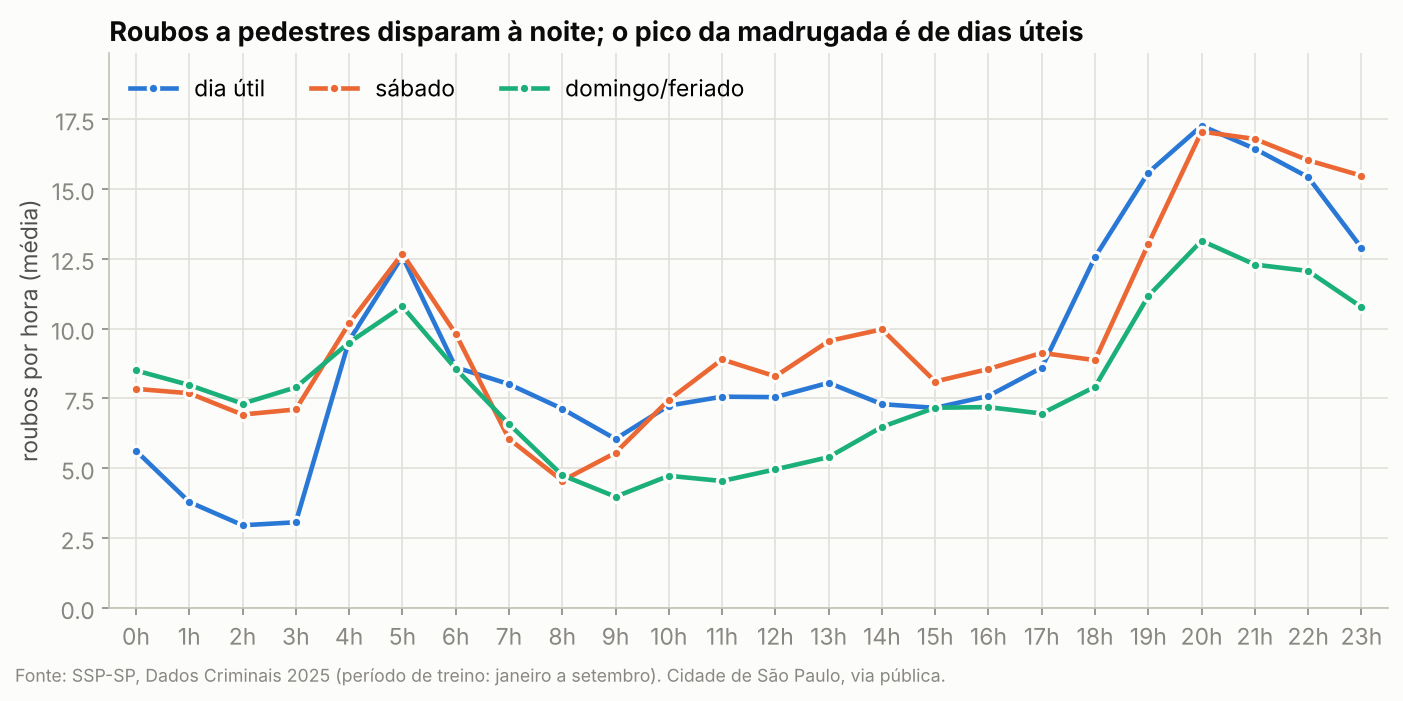 Roubos a pedestres disparam à noite; o pico da madrugada é de dias úteis
dia útil sábado domingo/feriado
17.5
15.0
12.5
10.0
7.5
5.0
2.5
0.0
roubos por hora (média)
0h 1h 2h 3h 4h 5h 6h 7h 8h 9h 10h 11h 12h 13h 14h 15h 16h 17h 18h 19h 20h 21h 22h 23h
Fonte: SSP-SP, Dados Criminais 2025 (período de treino: janeiro a setembro). Cidade de São Paulo, via pública.